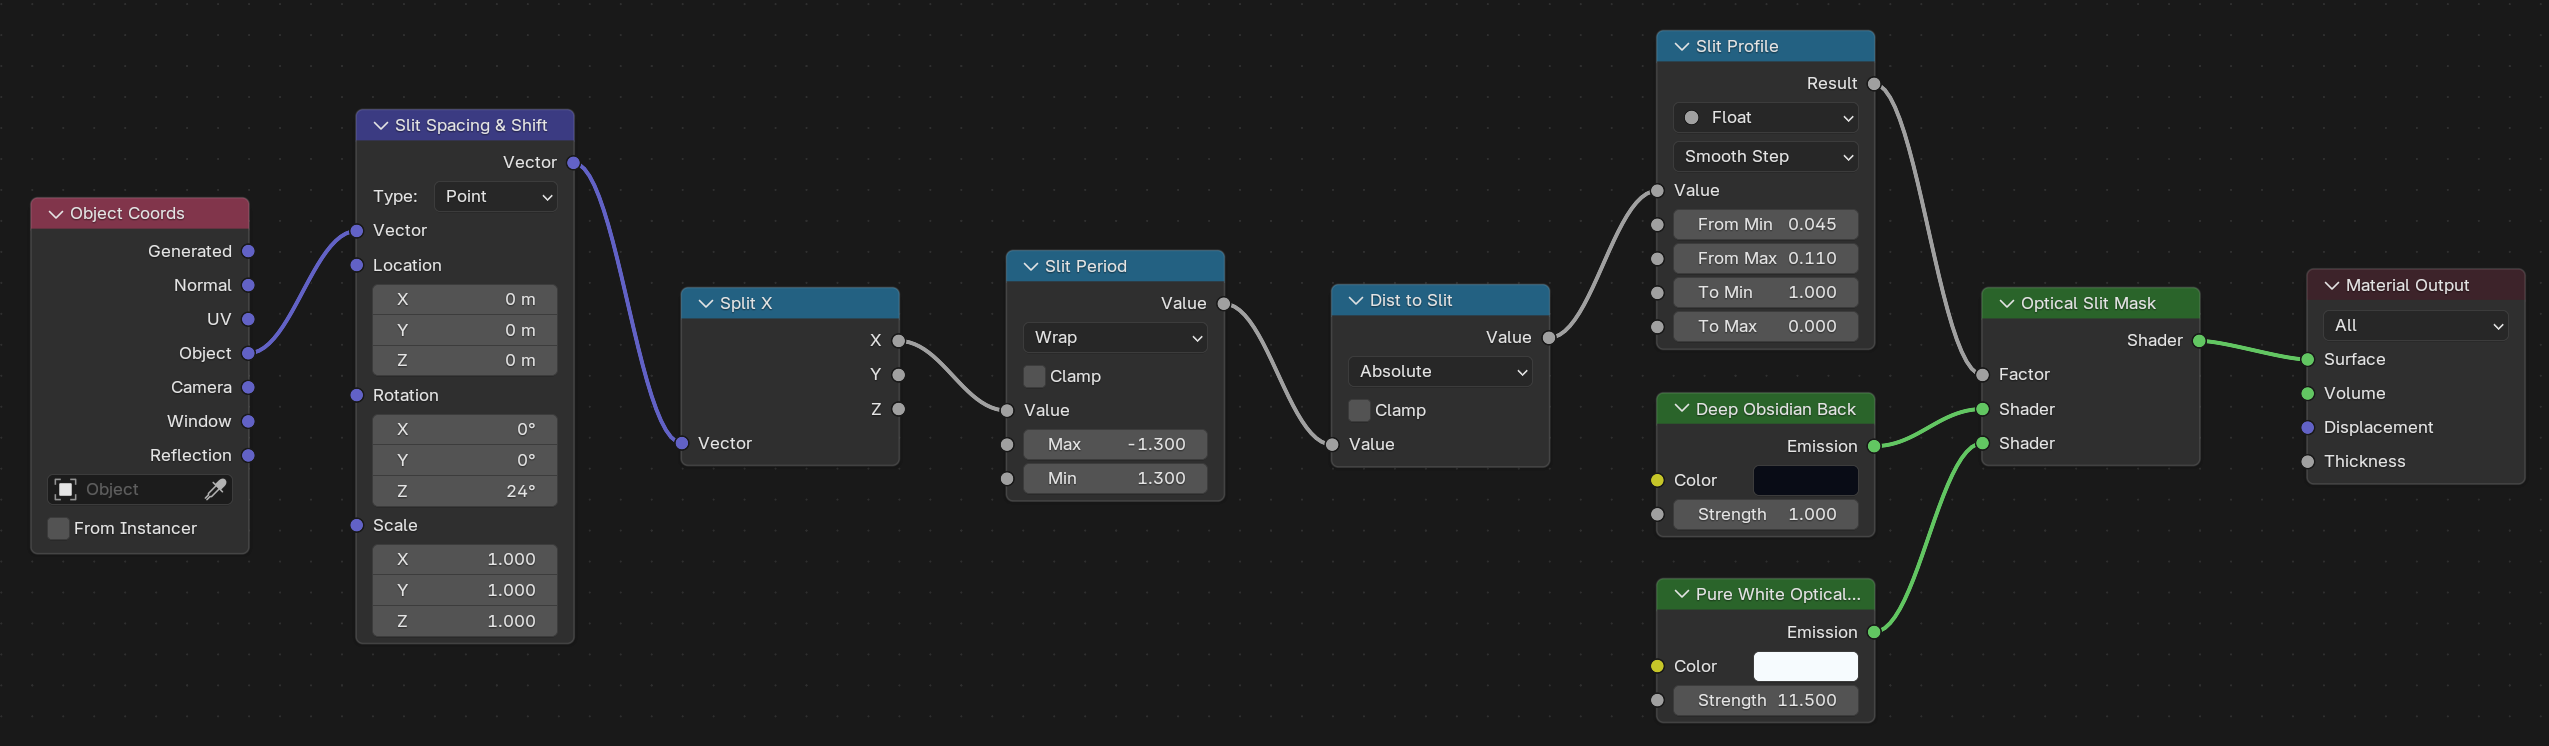 Object Coords
Generated
Normal
UV
Object
Camera
Window
Reflection
Object
From Instancer
Slit Spacing & Shift
Vector
Type: Point
Vector
Location
X 0 m
Y 0 m
Z 0 m
Rotation
X 0°
Y 0°
Z 24°
Scale
X 1.000
Y 1.000
Z 1.000
Split X
X
Y
Z
Vector
Slit Period
Value
Wrap
Clamp
Value
Max -1.300
Min 1.300
Dist to Slit
Value
Absolute
Clamp
Value
Slit Profile
Result
Float
Smooth Step
Value
From Min 0.045
From Max 0.110
To Min 1.000
To Max 0.000
Deep Obsidian Back
Emission
Color
Strength 1.000
Pure White Optical...
Emission
Color
Strength 11.500
Optical Slit Mask
Shader
Factor
Shader
Shader
Material Output
All
Surface
Volume
Displacement
Thickness